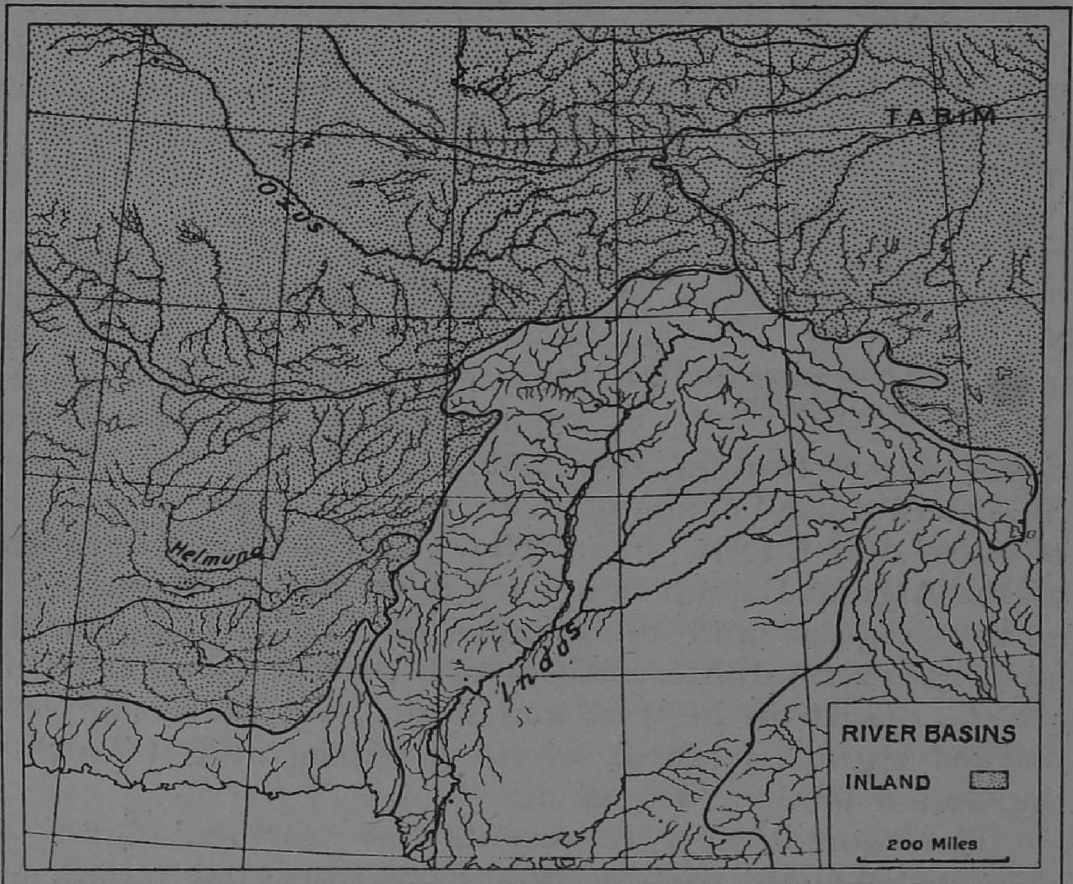 TARIM
Oxus
Helmund
Indus
RIVER BASINS
INLAND
200 Miles